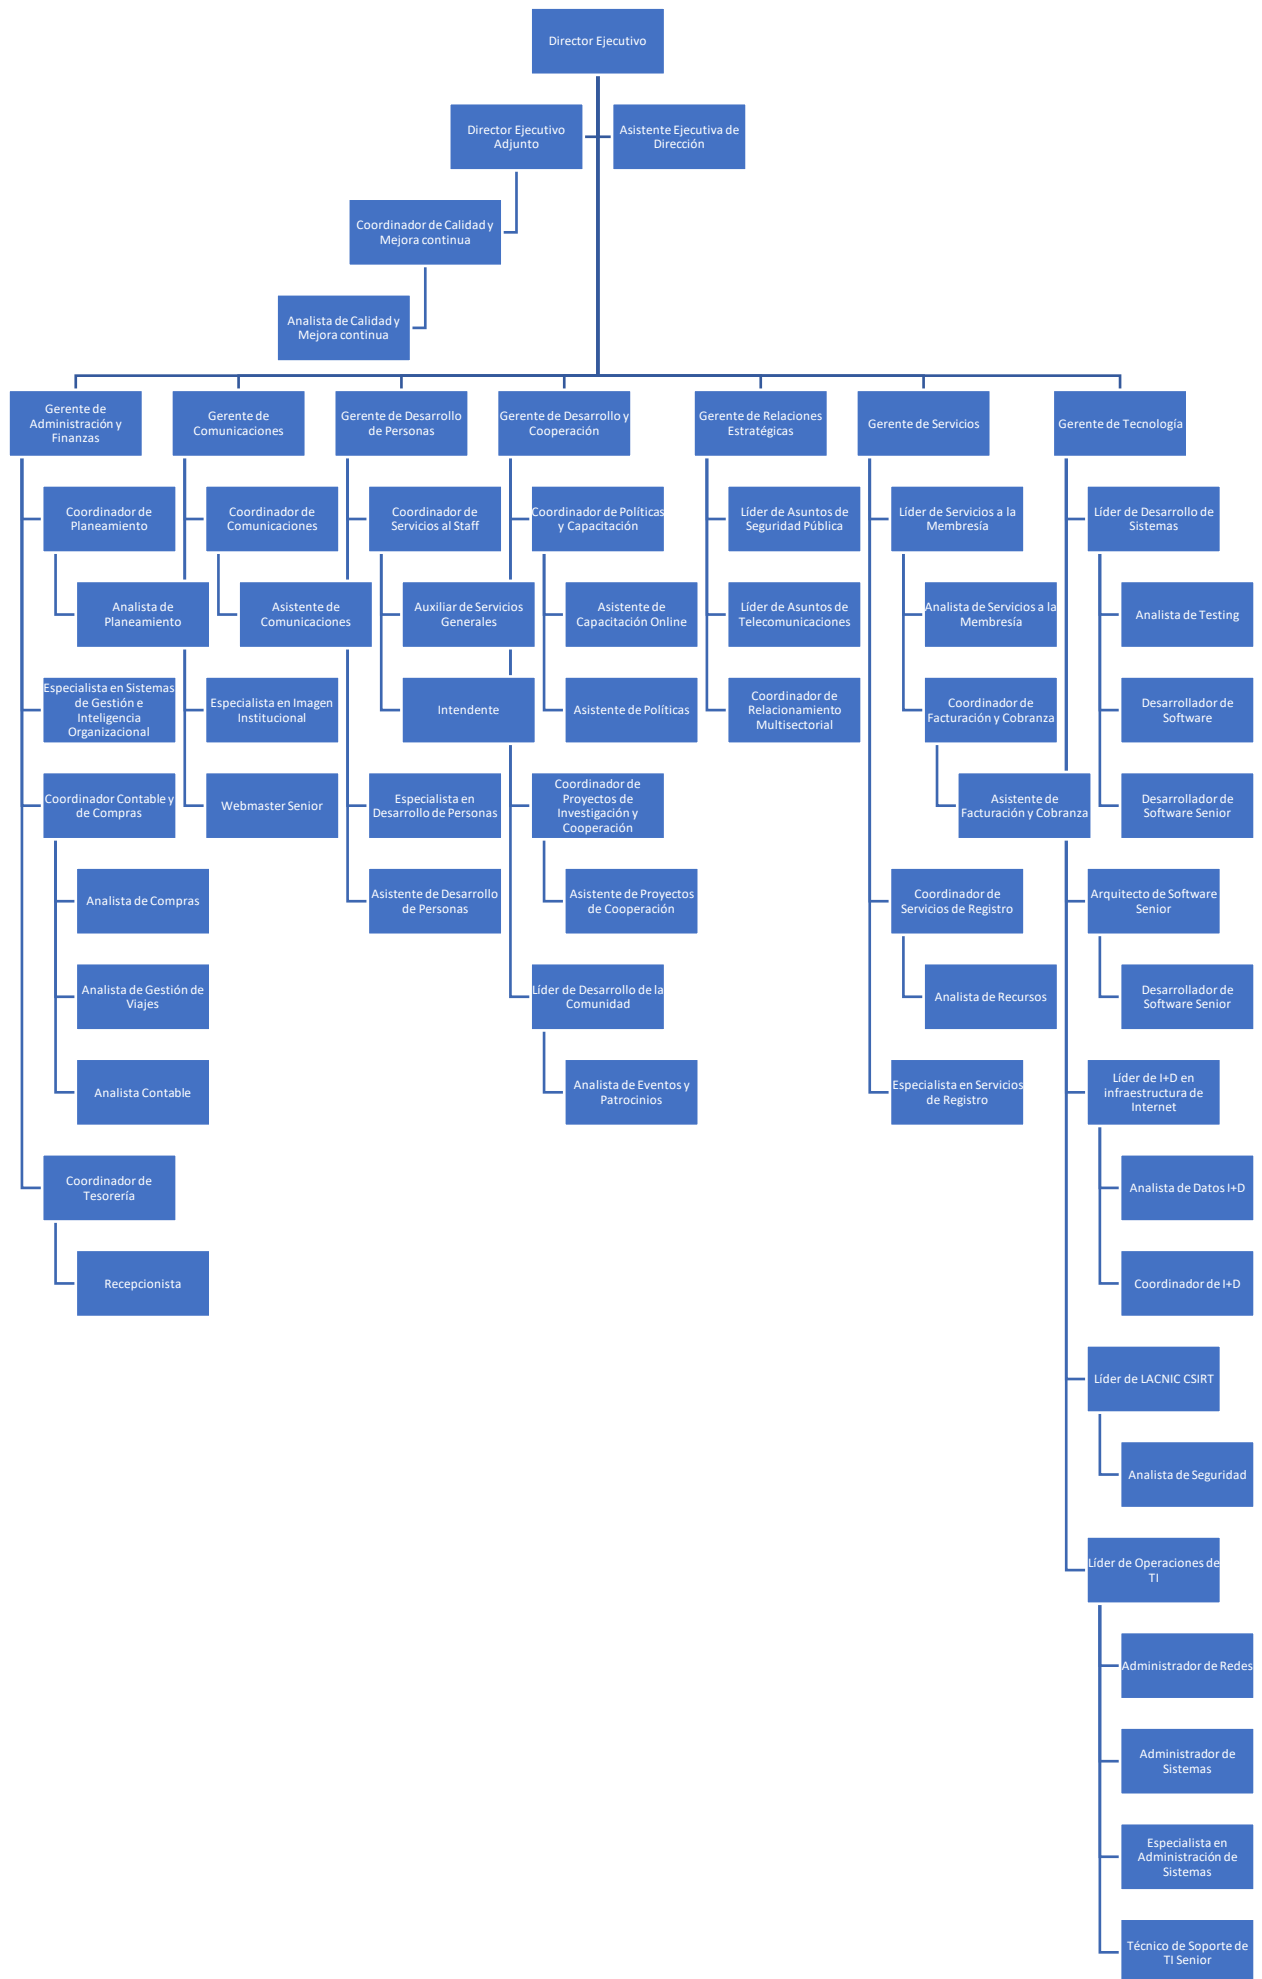 Director Ejecutivo
Director Ejecutivo
Adjunto
Asistente Ejecutiva de
Dirección
Coordinador de Calidad y
Mejora continua
Analista de Calidad y
Mejora continua
Gerente de
Administración y
Finanzas
Coordinador de
Planeamiento
Analista de
Planeamiento
Especialista en Sistemas
de Gestión e
Inteligencia
Organizacional
Coordinador Contable y
de Compras
Analista de Compras
Analista de Gestión de
Viajes
Analista Contable
Coordinador de
Tesorería
Recepcionista
Gerente de
Comunicaciones
Coordinador de
Comunicaciones
Asistente de
Comunicaciones
Especialista en Imagen
Institucional
Webmaster Senior
Gerente de Desarrollo
de Personas
Coordinador de
Servicios al Staff
Auxiliar de Servicios
Generales
Intendente
Especialista en
Desarrollo de Personas
Asistente de Desarrollo
de Personas
Gerente de Desarrollo y
Cooperación
Coordinador de Políticas
y Capacitación
Asistente de
Capacitación Online
Asistente de Políticas
Coordinador de
Proyectos de
Investigación y
Cooperación
Asistente de Proyectos
de Cooperación
Líder de Desarrollo de la
Comunidad
Analista de Eventos y
Patrocinios
Gerente de Relaciones
Estratégicas
Líder de Asuntos de
Seguridad Pública
Líder de Asuntos de
Telecomunicaciones
Coordinador de
Relacionamiento
Multisectorial
Gerente de Servicios
Líder de Servicios a la
Membresía
Analista de Servicios a la
Membresía
Coordinador de
Facturación y Cobranza
Asistente de
Facturación y Cobranza
Coordinador de
Servicios de Registro
Analista de Recursos
Especialista en Servicios
de Registro
Gerente de Tecnología
Líder de Desarrollo de
Sistemas
Analista de Testing
Desarrollador de
Software
Desarrollador de
Software Senior
Arquitecto de Software
Senior
Desarrollador de
Software Senior
Líder de I+D en
infraestructura de
Internet
Analista de Datos I+D
Coordinador de I+D
Líder de LACNIC CSIRT
Analista de Seguridad
Líder de Operaciones de
TI
Administrador de Redes
Administrador de
Sistemas
Especialista en
Administración de
Sistemas
Técnico de Soporte de
TI Senior